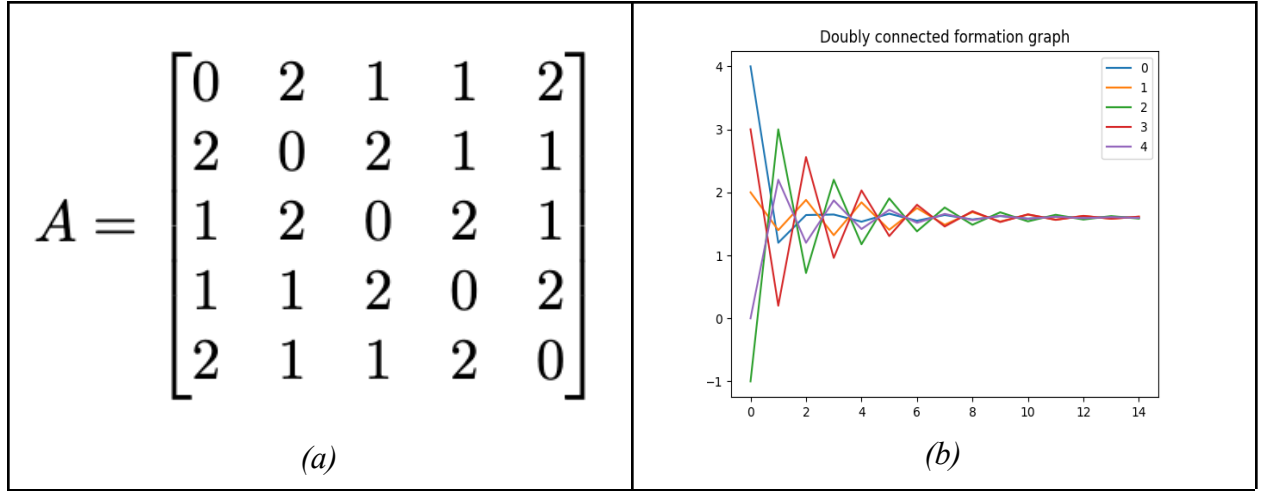 A =
0 2 1 1 2
2 0 2 1 1
1 2 0 2 1
1 1 2 0 2
2 1 1 2 0
(a)
Doubly connected formation graph
4
3
2
1
0
−1
0 2 4 6 8 10 12 14
0
1
2
3
4
(b)